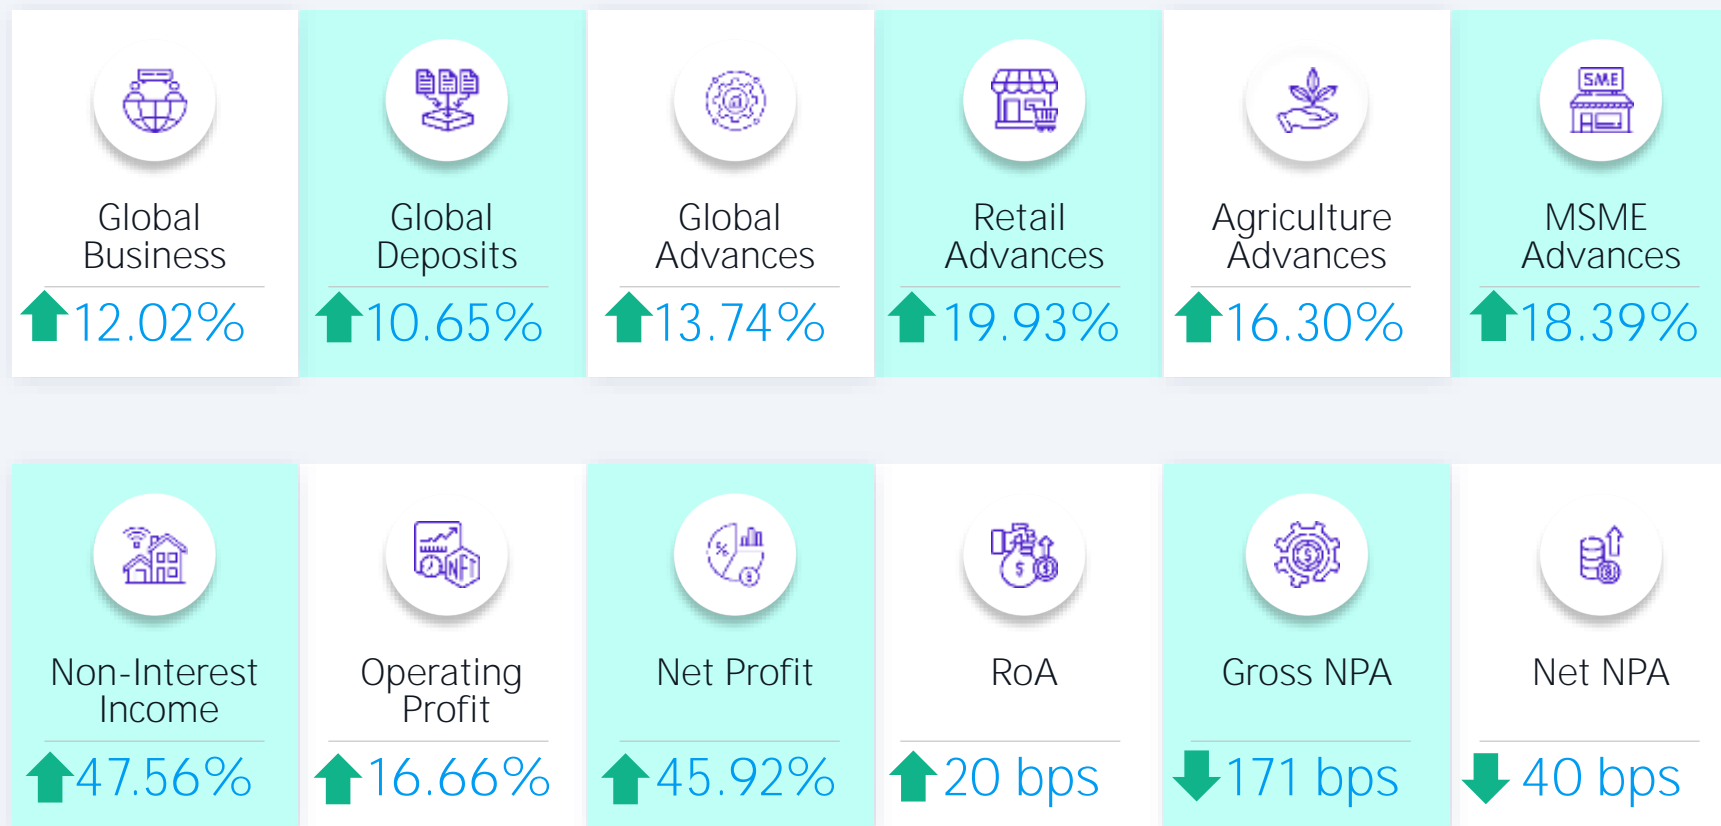 Global
Business
12.02%
Global
Deposits
10.65%
Global
Advances
13.74%
Retail
Advances
19.93%
Agriculture
Advances
16.30%
SME
MSME
Advances
18.39%
Non-Interest
Income
47.56%
NFT
Operating
Profit
16.66%
%
$
Net Profit
45.92%
$
$
RoA
20 bps
$
Gross NPA
171 bps
Net NPA
40 bps